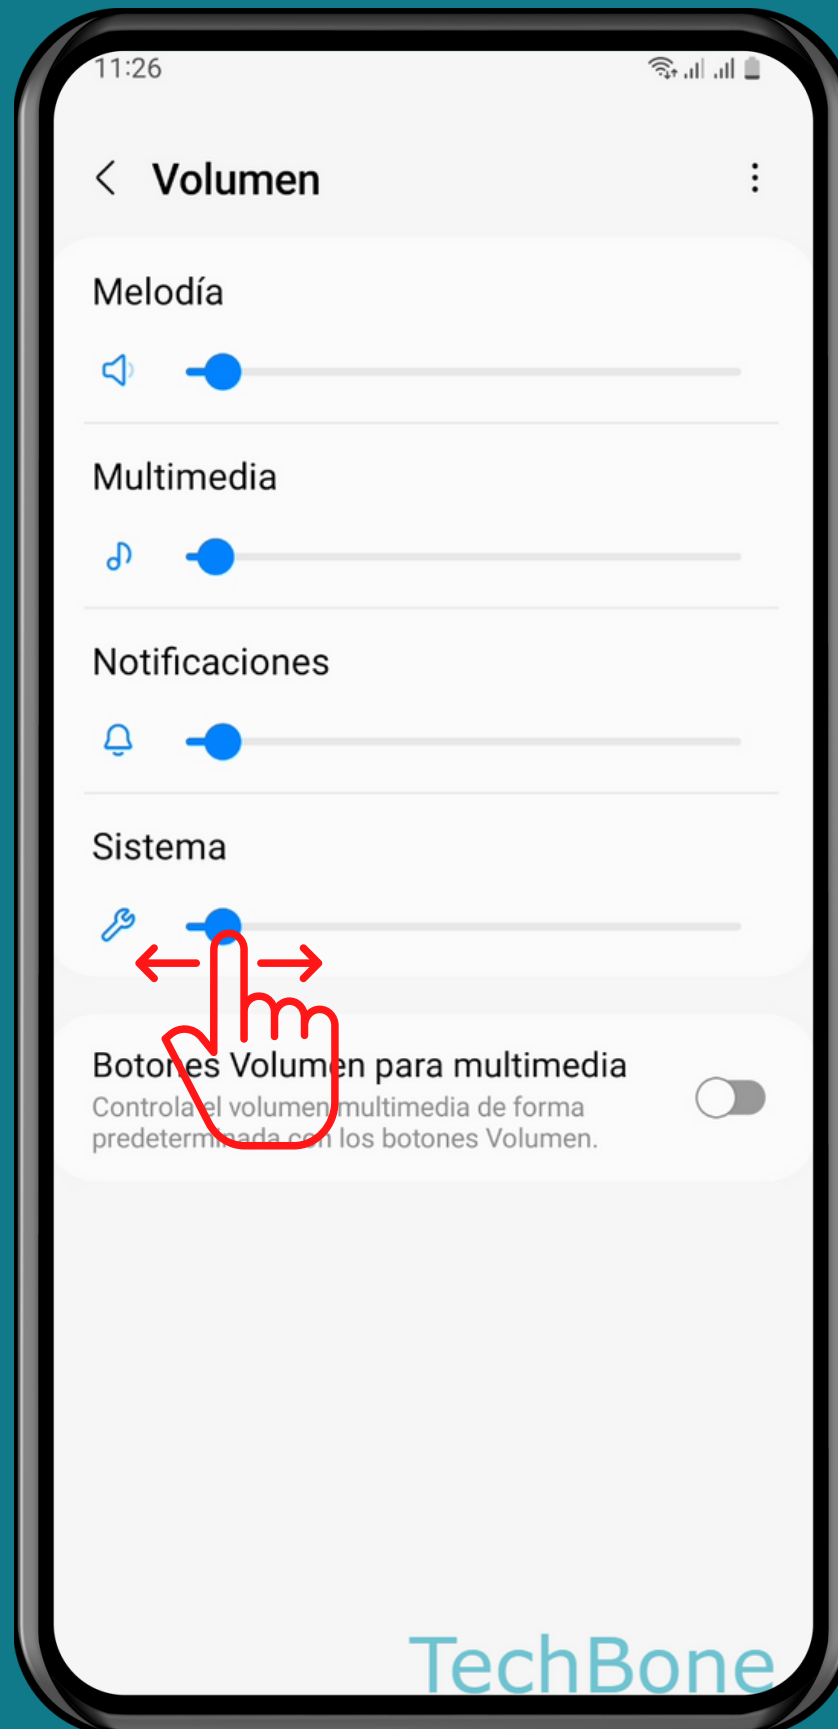 11:26
Volumen
Melodía
Multimedia
Notificaciones
Sistema
Botones Volumen para multimedia
Controla el volumen multimedia de forma
predeterminada con los botones Volumen.
TechBone